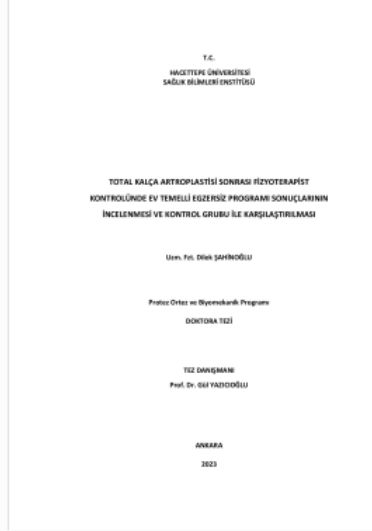 T.C.
HACETTEPE ÜNİVERSİTESİ
SAĞLIK BİLİMLERİ ENSTİTÜSÜ
TOTAL KALÇA ARTROPLASTİSİ SONRASI FİZYOTERAPİST
KONTROLÜNDE EV TEMELLİ EGZERSİZ PROGRAMI SONUÇLARININ
İNCELENMESİ VE KONTROL GRUBU İLE KARŞILAŞTIRILMASI
Uzm. Fzt. Dilek ŞAHİNOĞLU
Protez Ortez ve Biyomekanik Programı
DOKTORA TEZİ
TEZ DANIŞMANI
Prof. Dr. Gül YAZICIOĞLU
ANKARA
2023